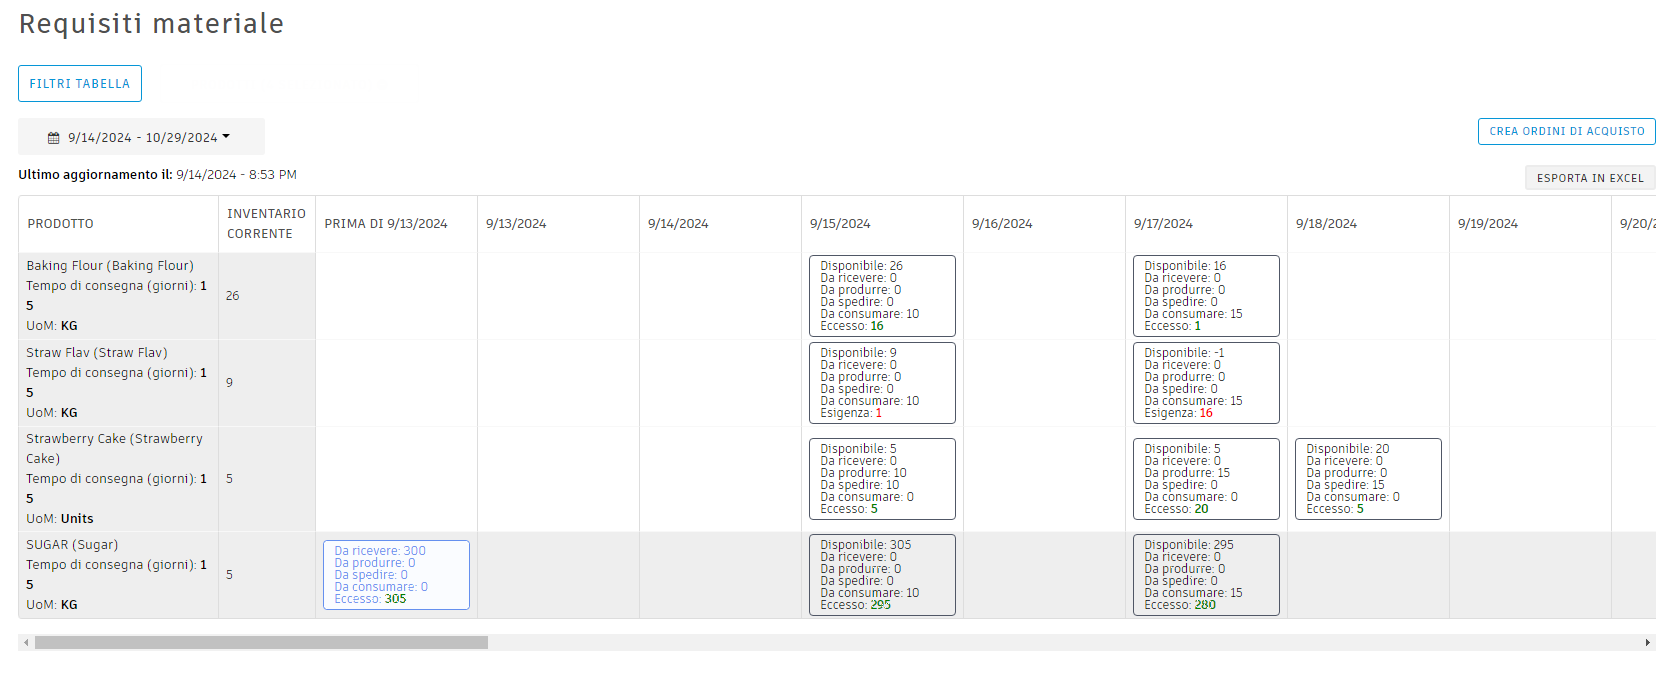 Requisiti materiale
FILTRI TABELLA
9/14/2024 - 10/29/2024
CREA ORDINI DI ACQUISTO
Ultimo aggiornamento il: 9/14/2024 - 8:53 PM
ESPORTA IN EXCEL
PRODOTTO
INVENTARIO
CORRENTE
PRIMA DI 9/13/2024
9/13/2024
9/14/2024
9/15/2024
9/16/2024
9/17/2024
9/18/2024
9/19/2024
9/20/2
Baking Flour (Baking Flour)
Tempo di consegna (giorni): 1
5
UoM: KG
26
Disponibile: 26
Da ricevere: 0
Da produrre: 0
Da spedire: 0
Da consumare: 10
Eccesso: 16
Disponibile: 16
Da ricevere: 0
Da produrre: 0
Da spedire: 0
Da consumare: 15
Eccesso: 1
Straw Flav (Straw Flav)
Tempo di consegna (giorni): 1
5
UoM: KG
9
Disponibile: 9
Da ricevere: 0
Da produrre: 0
Da spedire: 0
Da consumare: 10
Esigenza: 1
Disponibile: -1
Da ricevere: 0
Da produrre: 0
Da spedire: 0
Da consumare: 15
Esigenza: 16
Strawberry Cake (Strawberry
Cake)
Tempo di consegna (giorni): 1
5
UoM: Units
5
Disponibile: 5
Da ricevere: 0
Da produrre: 10
Da spedire: 10
Da consumare: 0
Eccesso: 5
Disponibile: 5
Da ricevere: 0
Da produrre: 15
Da spedire: 0
Da consumare: 0
Eccesso: 20
Disponibile: 20
Da ricevere: 0
Da produrre: 0
Da spedire: 15
Da consumare: 0
Eccesso: 5
SUGAR (Sugar)
Tempo di consegna (giorni): 1
5
UoM: KG
5
Da ricevere: 300
Da produrre: 0
Da spedire: 0
Da consumare: 0
Eccesso: 305
Disponibile: 305
Da ricevere: 0
Da produrre: 0
Da spedire: 0
Da consumare: 10
Eccesso: 295
Disponibile: 295
Da ricevere: 0
Da produrre: 0
Da spedire: 0
Da consumare: 15
Eccesso: 280